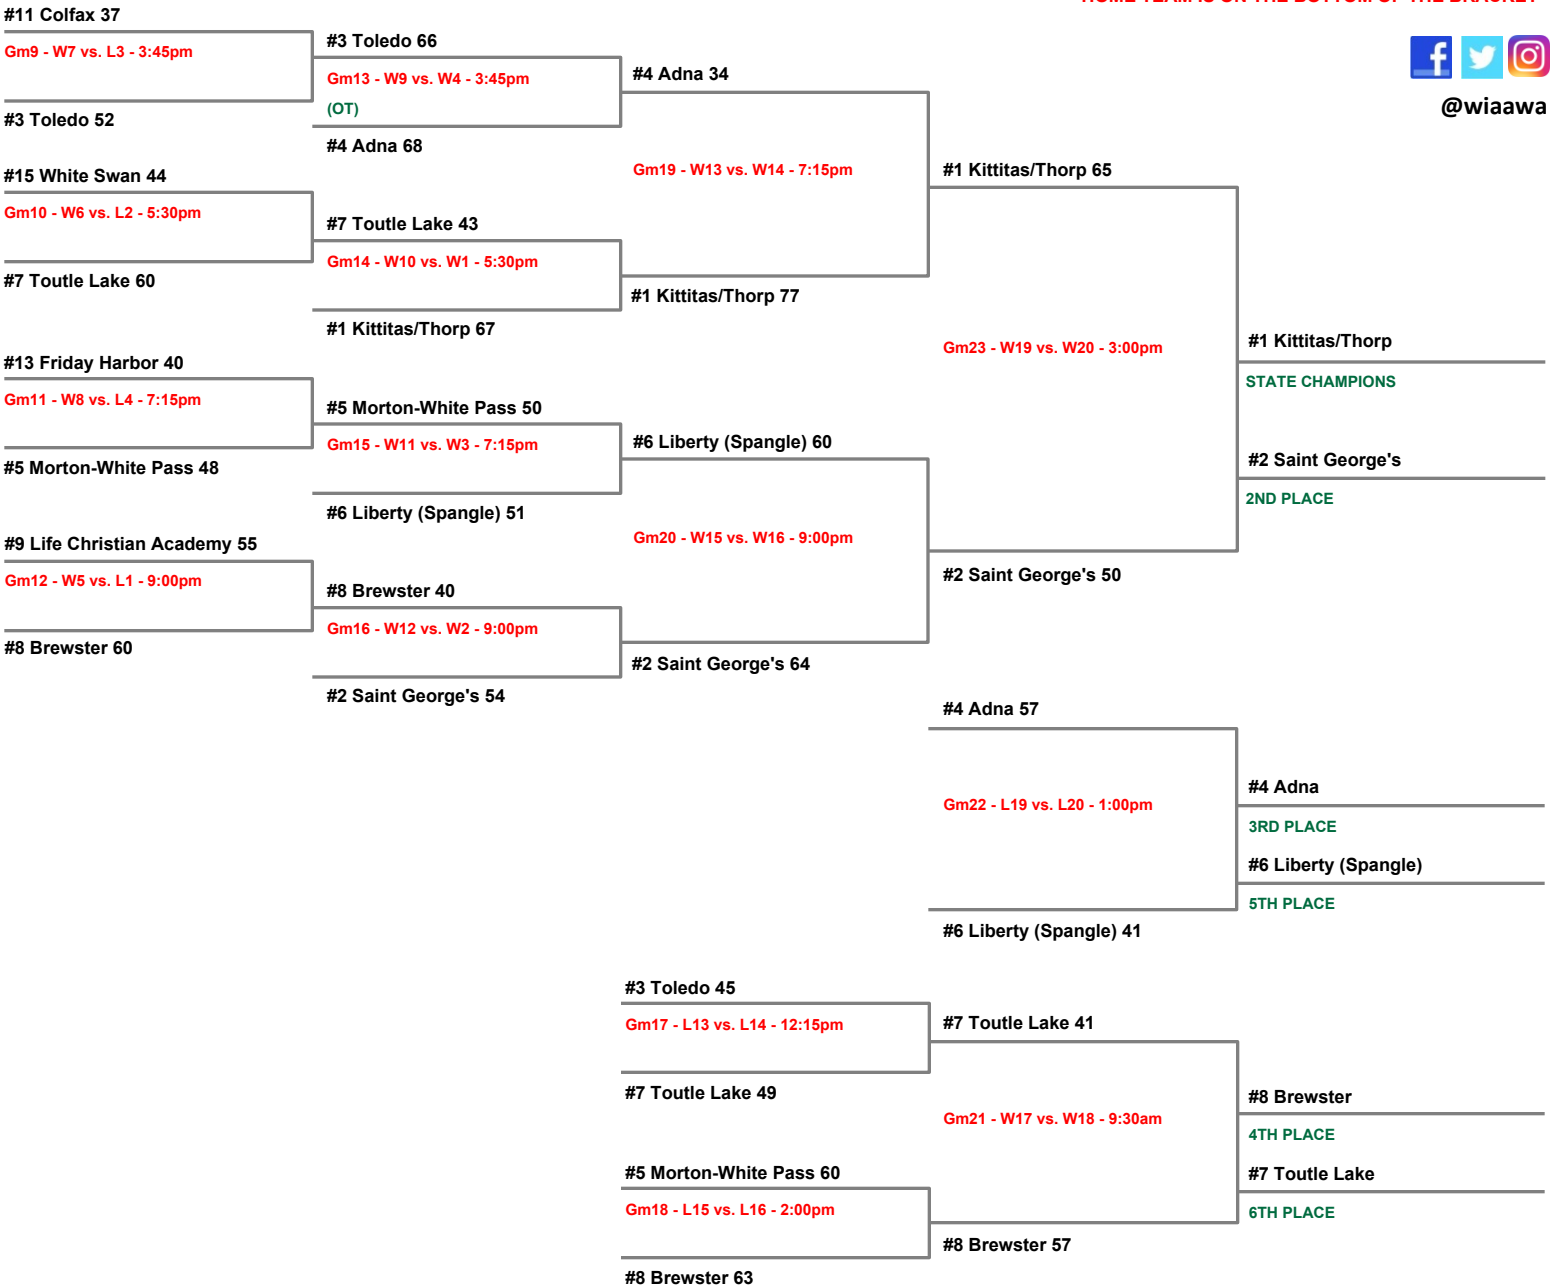 HOME TEAM IS ON THE BOTTOM OF THE BRACKET
@wiaawa
#11 Colfax 37
Gm9 - W7 vs. L3 - 3:45pm
#3 Toledo 52
#15 White Swan 44
Gm10 - W6 vs. L2 - 5:30pm
#7 Toutle Lake 60
#13 Friday Harbor 40
Gm11 - W8 vs. L4 - 7:15pm
#5 Morton-White Pass 48
#9 Life Christian Academy 55
Gm12 - W5 vs. L1 - 9:00pm
#8 Brewster 60
#3 Toledo 66
Gm13 - W9 vs. W4 - 3:45pm
(OT)
#4 Adna 68
#7 Toutle Lake 43
Gm14 - W10 vs. W1 - 5:30pm
#1 Kittitas/Thorp 67
#5 Morton-White Pass 50
Gm15 - W11 vs. W3 - 7:15pm
#6 Liberty (Spangle) 51
#8 Brewster 40
Gm16 - W12 vs. W2 - 9:00pm
#2 Saint George's 54
#4 Adna 34
Gm19 - W13 vs. W14 - 7:15pm
#1 Kittitas/Thorp 77
#6 Liberty (Spangle) 60
Gm20 - W15 vs. W16 - 9:00pm
#2 Saint George's 64
#1 Kittitas/Thorp 65
Gm23 - W19 vs. W20 - 3:00pm
#2 Saint George's 50
#1 Kittitas/Thorp
STATE CHAMPIONS
#2 Saint George's
2ND PLACE
#4 Adna 57
Gm22 - L19 vs. L20 - 1:00pm
#6 Liberty (Spangle) 41
#4 Adna
3RD PLACE
#6 Liberty (Spangle)
5TH PLACE
#3 Toledo 45
Gm17 - L13 vs. L14 - 12:15pm
#7 Toutle Lake 49
#5 Morton-White Pass 60
Gm18 - L15 vs. L16 - 2:00pm
#8 Brewster 63
#7 Toutle Lake 41
Gm21 - W17 vs. W18 - 9:30am
#8 Brewster 57
#8 Brewster
4TH PLACE
#7 Toutle Lake
6TH PLACE